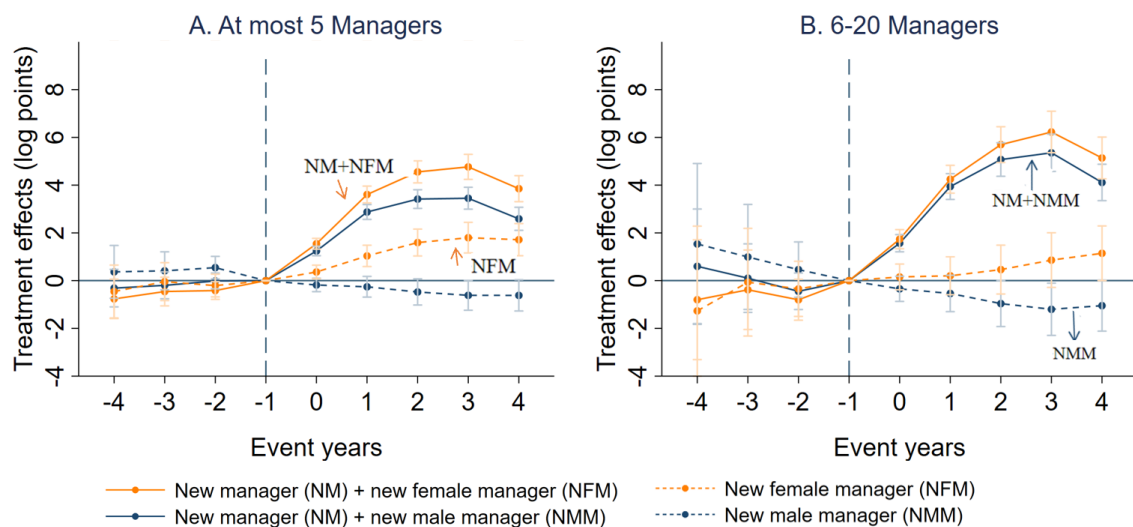 A. At most 5 Managers
Treatment effects (log points)
8
6
4
2
0
-2
-4
NM+NFM
NFM
-4 -3 -2 -1 0 1 2 3 4
Event years
B. 6-20 Managers
Treatment effects (log points)
8
6
4
2
0
-2
-4
NM+NMM
NMM
-4 -3 -2 -1 0 1 2 3 4
Event years
New manager (NM) + new female manager (NFM)
New female manager (NFM)
New manager (NM) + new male manager (NMM)
New male manager (NMM)